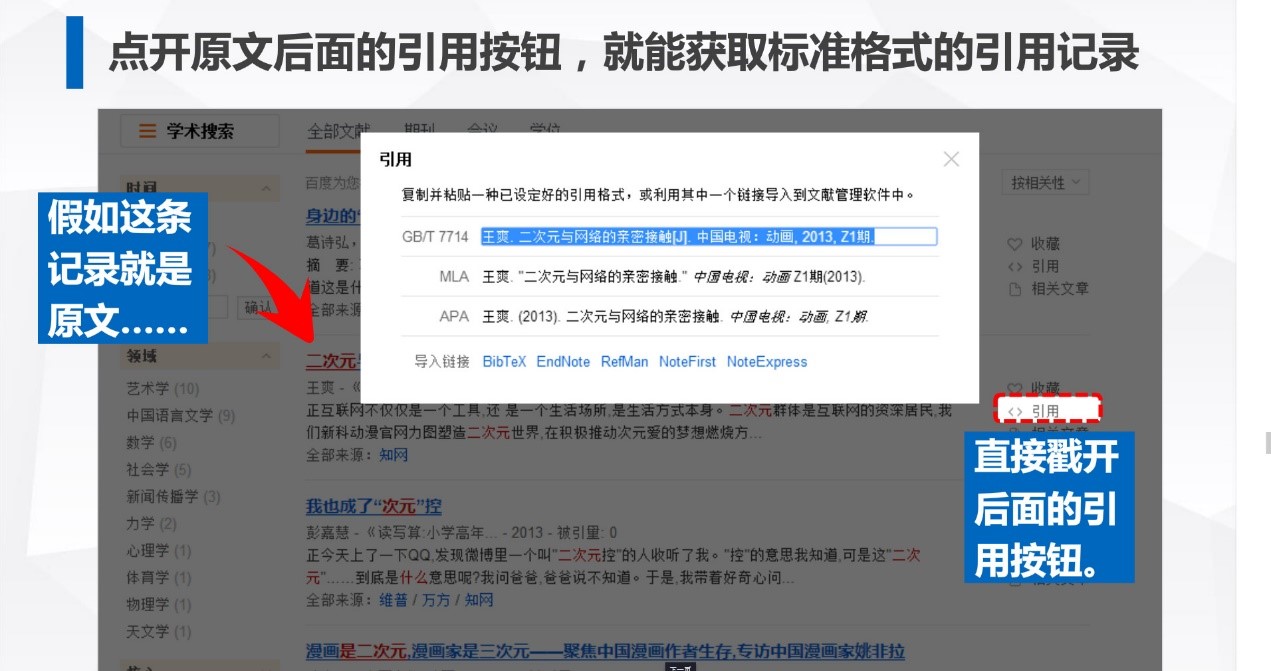 点开原文后面的引用按钮，就能获取标准格式的引用记录
学术搜索
全部文献 期刊 会议 学位
时间
百度为您
按相关性
假如这条
记录就是
原文……
身边的"
葛诗弘，
摘 要:
道这是什
全部来源
确认
收藏
引用
相关文章
引用
复制并粘贴一种已设定好的引用格式，或利用其中一个链接导入到文献管理软件中。
GB/T 7714 王爽. 二次元与网络的亲密接触[J]. 中国电视：动画, 2013, Z1期.
MLA 王爽. "二次元与网络的亲密接触." 中国电视：动画 Z1期(2013).
APA 王爽. (2013). 二次元与网络的亲密接触. 中国电视：动画, Z1期.
导入链接 BibTeX EndNote RefMan NoteFirst NoteExpress
领域
艺术学 (10)
中国语言文学 (9)
数学 (6)
社会学 (5)
新闻传播学 (3)
力学 (2)
心理学 (1)
体育学 (1)
物理学 (1)
天文学 (1)
二次元
王爽 - 《
正互联网不仅仅是一个工具,还 是一个生活场所,是生活方式本身。二次元群体是互联网的资深居民,我
们新科动漫官网力图塑造二次元世界,在积极推动次元爱的梦想燃烧方...
全部来源：知网
收藏
引用
相关文章
直接戳开
后面的引
用按钮。
我也成了“次元”控
彭嘉慧 - 《读写算:小学高年... - 2013 - 被引量: 0
正今天上了一下QQ,发现微博里一个叫"二次元控"的人收听了我。"控"的意思我知道,可是这"二次
元"……到底是什么意思呢?我问爸爸,爸爸说不知道。于是,我带着好奇心问...
全部来源：维普 / 万方 / 知网
相关文章
漫画是二次元,漫画家是三次元——聚焦中国漫画作者生存,专访中国漫画家姚非拉
下一页